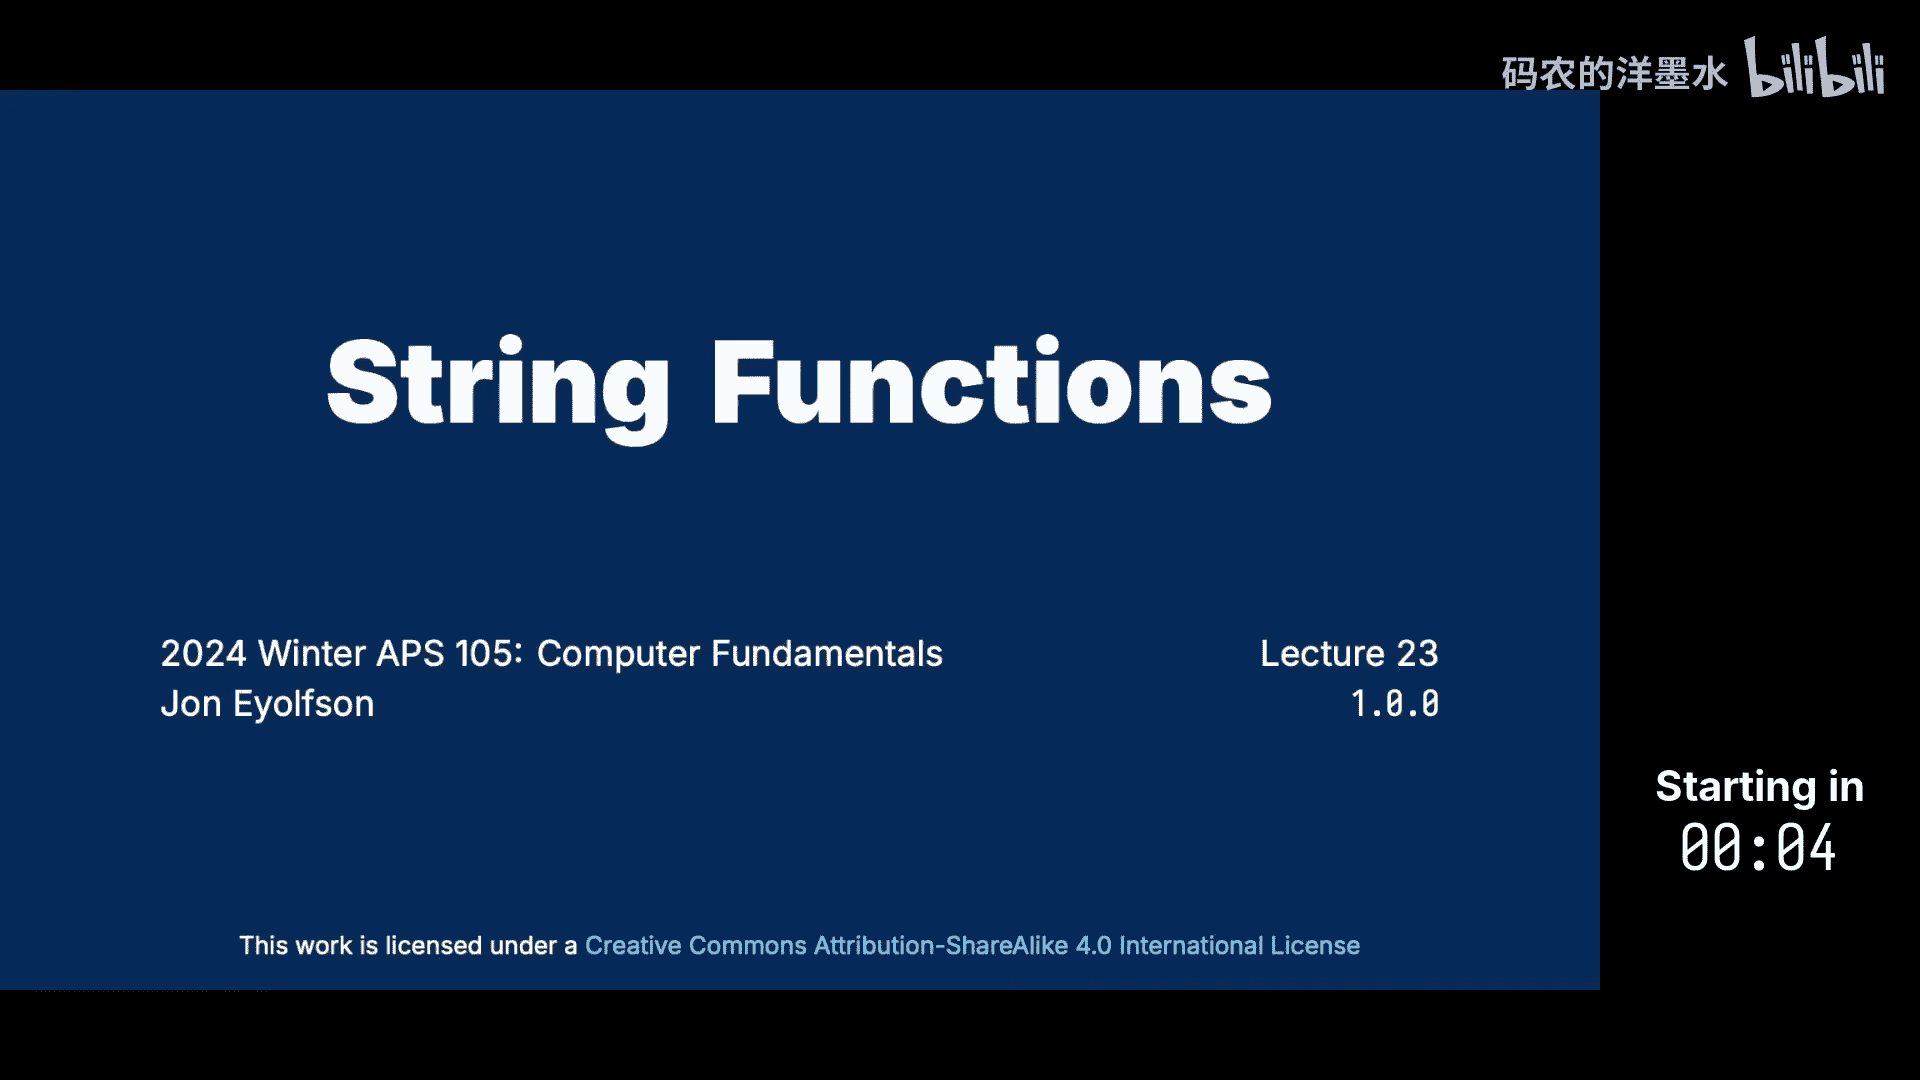 码农的洋墨水 bilibili
String Functions
2024 Winter APS 105: Computer Fundamentals
Jon Eyolfson
Lecture 23
1.0.0
Starting in
00:04
This work is licensed under a Creative Commons Attribution-ShareAlike 4.0 International License